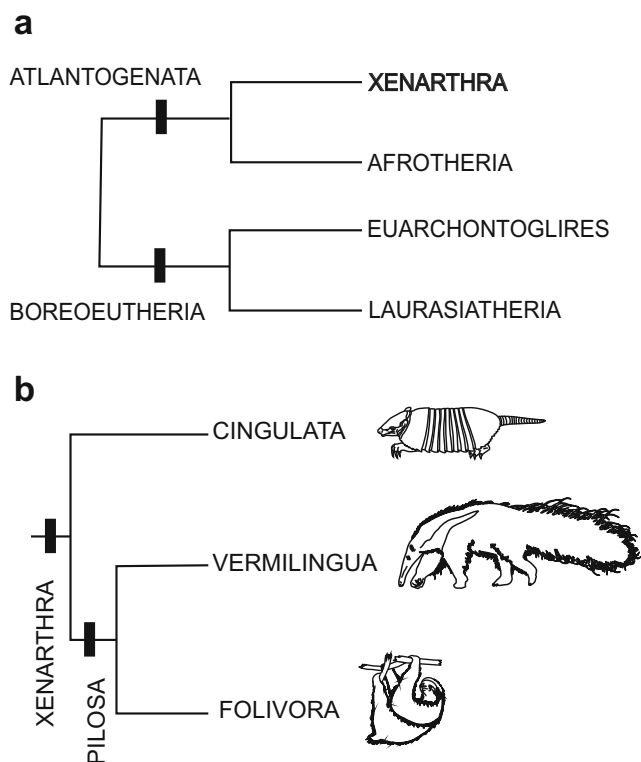 a
ATLANTOGENATA
XENARTHRA
AFROTHERIA
EUARCHONTOGLIRES
BOREOEUTHERIA
LAURASIATHERIA
b
CINGULATA
VERMILINGUA
XENARTHRA
PILOSA
FOLIVORA